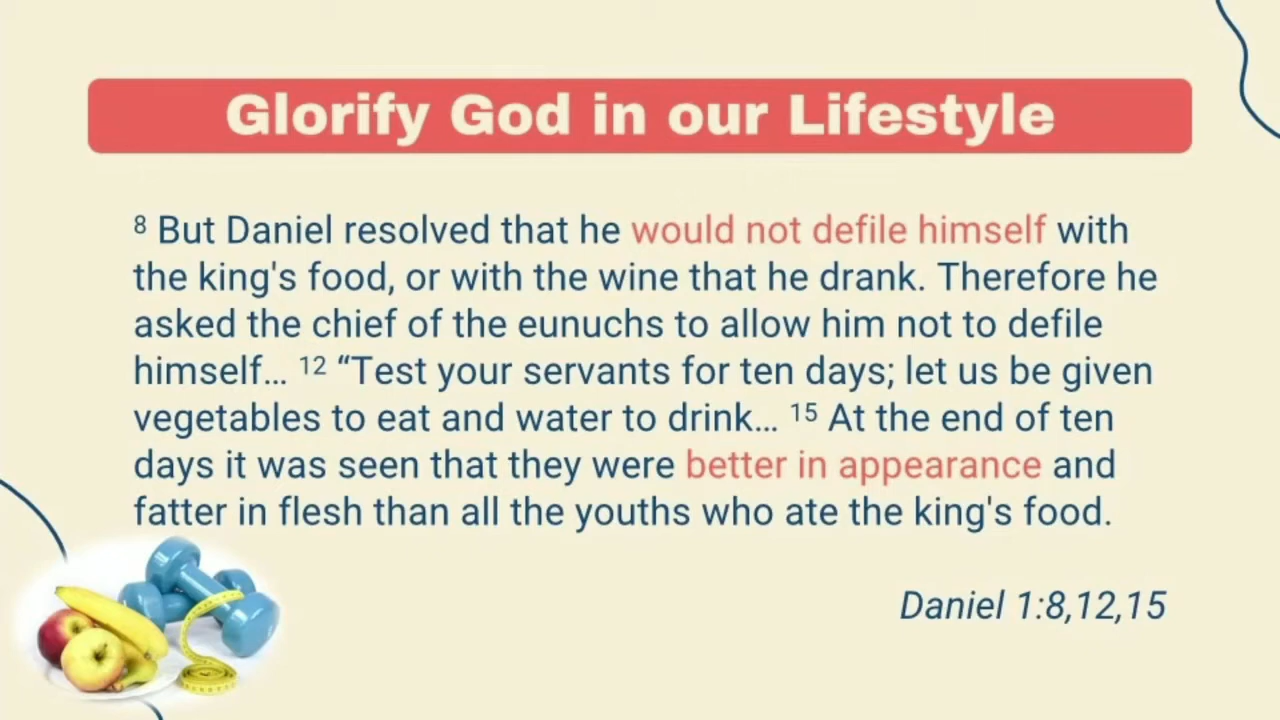 Glorify God in our Lifestyle
8 But Daniel resolved that he would not defile himself with
the king's food, or with the wine that he drank. Therefore he
asked the chief of the eunuchs to allow him not to defile
himself… 12 “Test your servants for ten days; let us be given
vegetables to eat and water to drink… 15 At the end of ten
days it was seen that they were better in appearance and
fatter in flesh than all the youths who ate the king's food.
Daniel 1:8,12,15